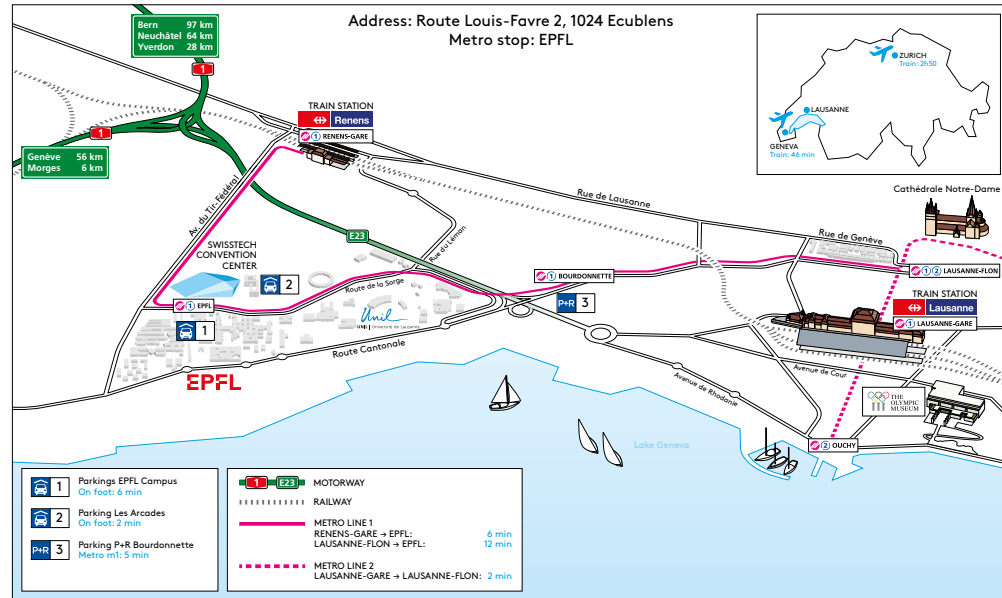 Address: Route Louis-Favre 2, 1024 Ecublens
Metro stop: EPFL
Bern 97 km
Neuchâtel 64 km
Yverdon 28 km
1
1
Genève 56 km
Morges 6 km
ZURICH
Train: 2h50
LAUSANNE
GENEVA
Train: 46 min
TRAIN STATION
Renens
1 RENENS-GARE
Av. du Tir-Fédéral
Rue de Lausanne
Cathédrale Notre-Dame
Rue de Genève
E23
Rue du Léman
SWISSTECH
CONVENTION
CENTER
2
Route de la Sorge
1 BOURDONNETTE
1 2 LAUSANNE-FLON
P+R 3
1 EPFL
1
Unil
UNIL | Université de Lausanne
TRAIN STATION
Lausanne
1 LAUSANNE-GARE
Route Cantonale
EPFL
Avenue de Cour
Avenue de Rhodanie
THE
OLYMPIC
MUSEUM
Lake Geneva
2 OUCHY
1 Parkings EPFL Campus
On foot: 6 min
2 Parking Les Arcades
On foot: 2 min
P+R 3 Parking P+R Bourdonnette
Metro m1: 5 min
1 E23 MOTORWAY
RAILWAY
METRO LINE 1
RENENS-GARE → EPFL: 6 min
LAUSANNE-FLON → EPFL: 12 min
METRO LINE 2
LAUSANNE-GARE → LAUSANNE-FLON: 2 min